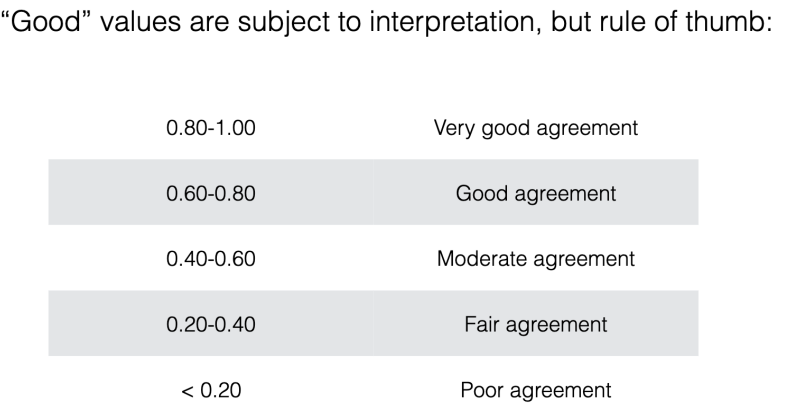 “Good” values are subject to interpretation, but rule of thumb:
0.80-1.00 Very good agreement
0.60-0.80 Good agreement
0.40-0.60 Moderate agreement
0.20-0.40 Fair agreement
< 0.20 Poor agreement